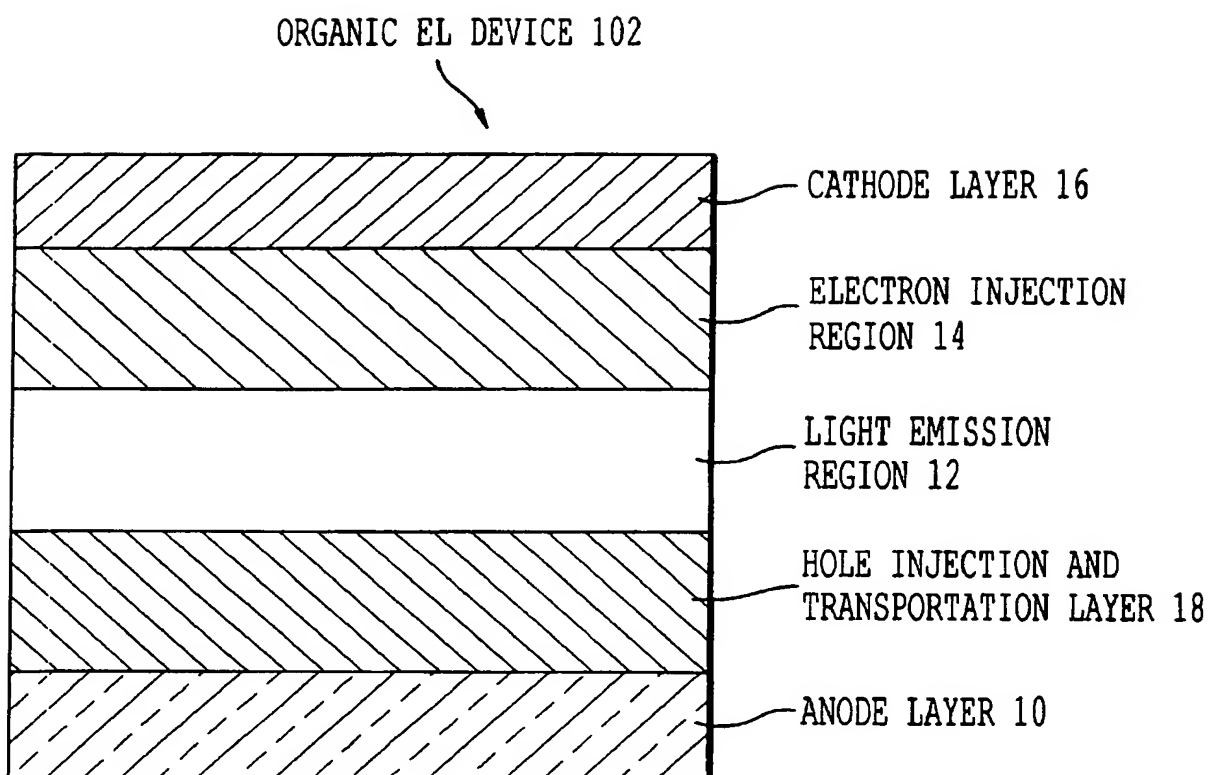 ORGANIC EL DEVICE 102
CATHODE LAYER 16
ELECTRON INJECTION
REGION 14
LIGHT EMISSION
REGION 12
HOLE INJECTION AND
TRANSPORTATION LAYER 18
ANODE LAYER 10